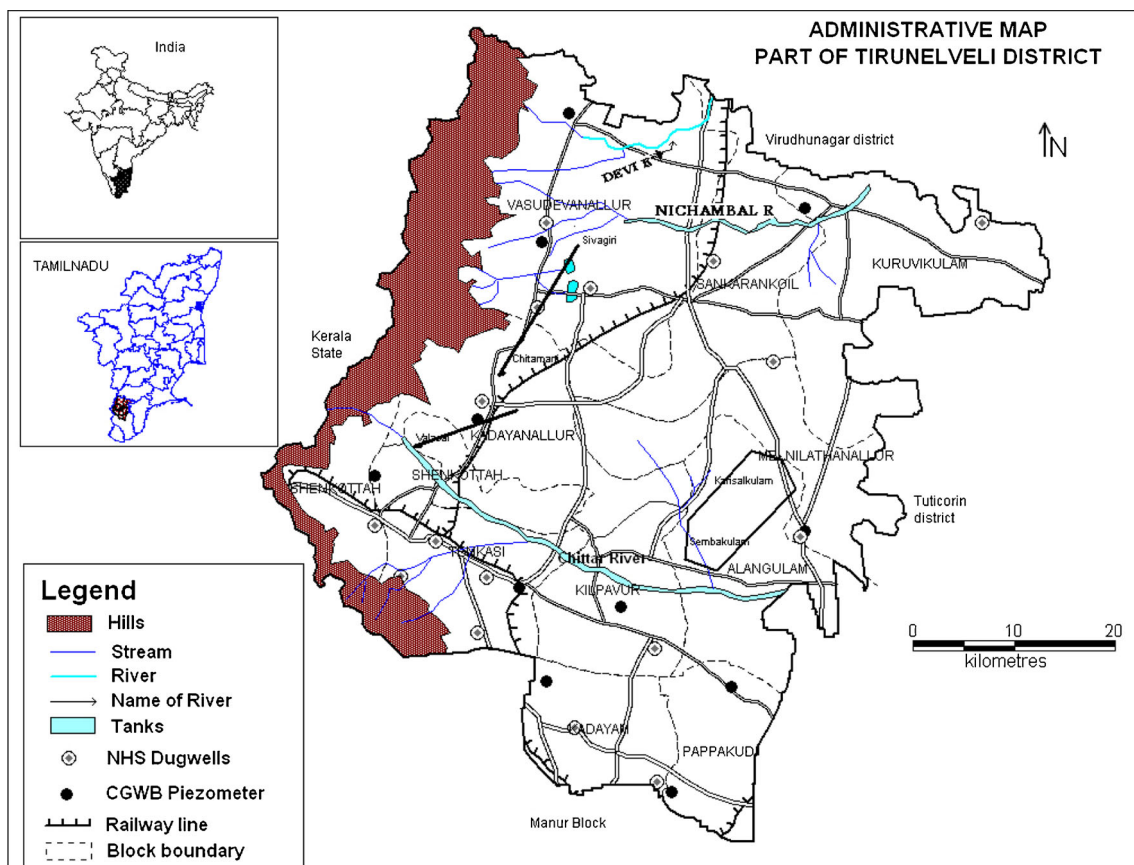 India
ADMINISTRATIVE MAP
PART OF TIRUNELVELI DISTRICT
N
Virudhunagar district
DEVI R
VASUDEVANALLUR
NICHAMBAL R
Sivagiri
TAMILNADU
KURUVIKULAM
SANKARANKOIL
Kerala
State
Chitamani
KADAYANALLUR
MELNILATHANALLUR
SHENKOTTAH
SHENKOTTAH
Kansalkulam
Tuticorin
district
Sembakulam
TENKASI
Chittar River
ALANGULAM
KILPAVUR
0 10 20
kilometres
KADAYAM
PAPPAKUDI
Manur Block
Legend
Hills
Stream
River
Name of River
Tanks
NHS Dugwells
CGWB Piezometer
Railway line
Block boundary